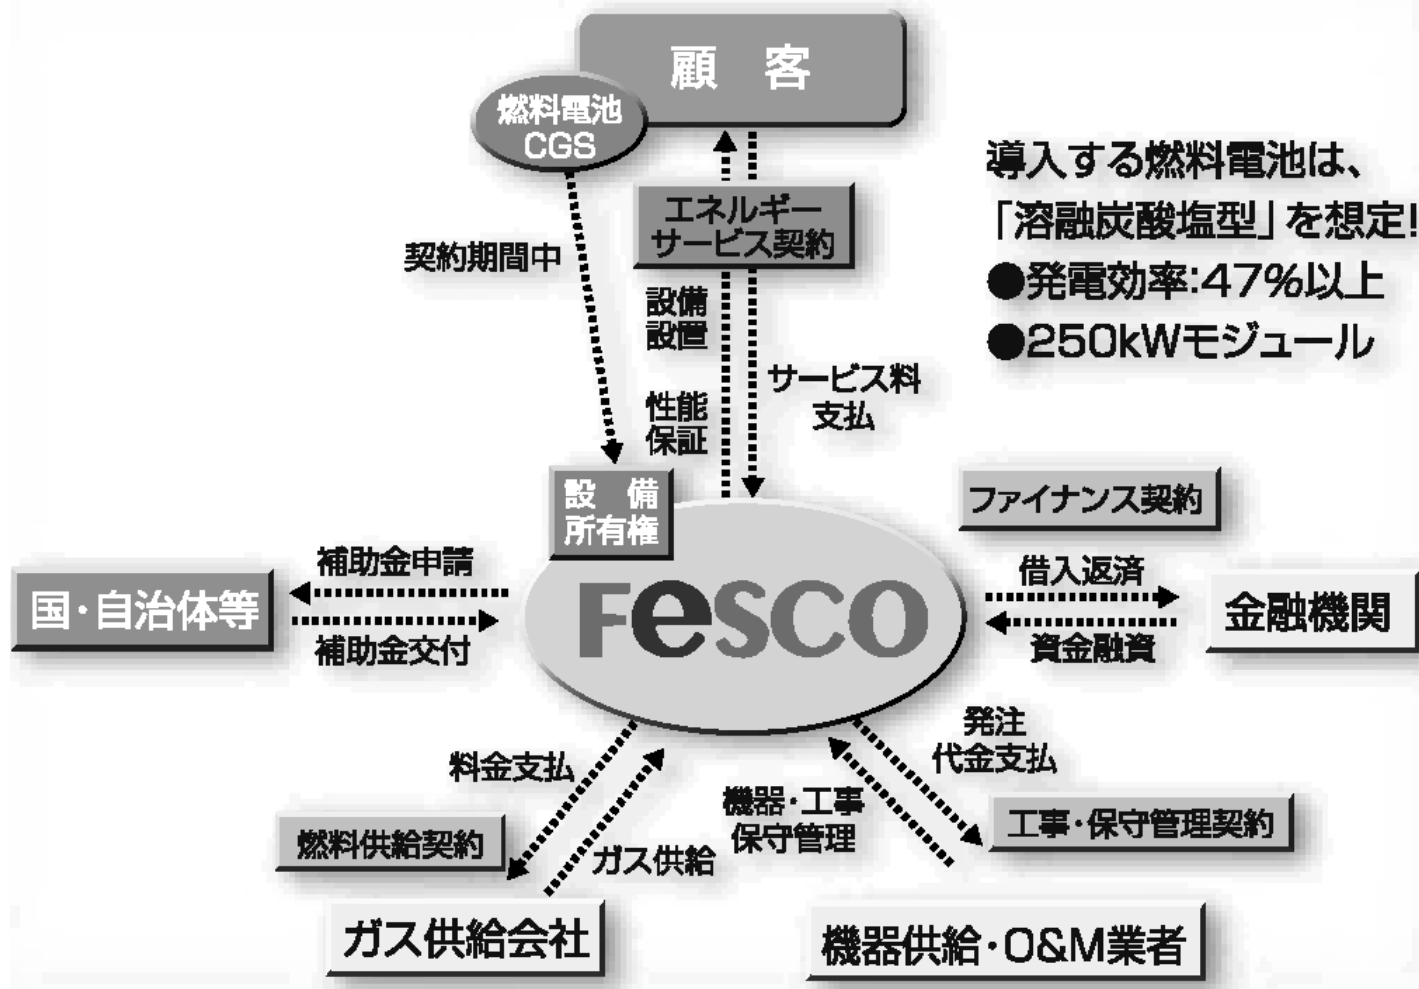 顧 客
燃料電池
CGS
導入する燃料電池は、
「溶融炭酸塩型」を想定!
●発電効率:47%以上
●250kWモジュール
エネルギー
サービス契約
契約期間中
設備
設置
性能
保証
サービス料
支払
設 備
所有権
ファイナンス契約
補助金申請
国・自治体等
補助金交付
FeSCO
借入返済
金融機関
資金融資
料金支払
発注
代金支払
機器・工事
保守管理
工事・保守管理契約
燃料供給契約
ガス供給
ガス供給会社
機器供給・O&M業者